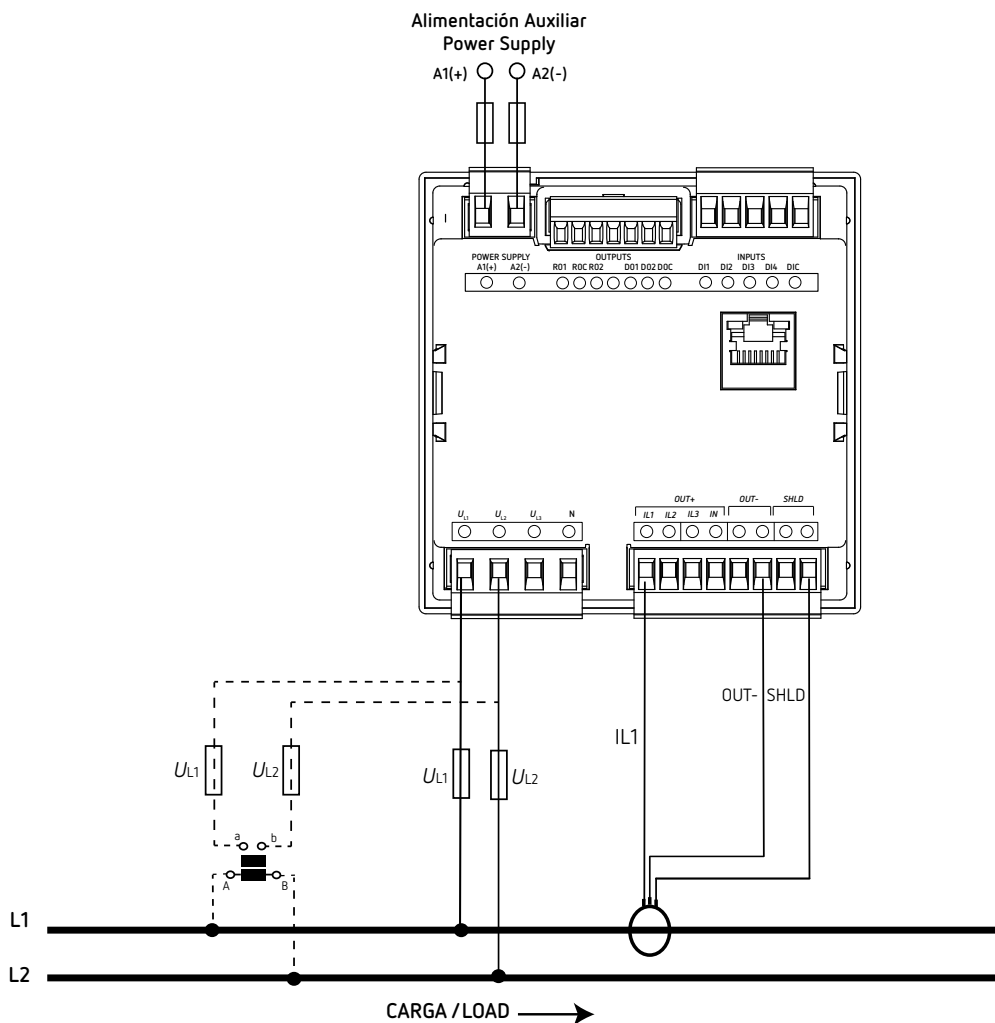 Alimentación Auxiliar
Power Supply
A1(+) A2(-)
POWER SUPPLY OUTPUTS INPUTS
A1(+) A2(-) RO1 ROC RO2 DO1 DO2 DOC DI1 DI2 DI3 DI4 DIC
OUT+ OUT- SHLD
UL1 UL2 UL3 N IL1 IL2 IL3 IN
OUT- SHLD
IL1
UL1 UL2 UL1 UL2
a b
A B
L1
L2
CARGA / LOAD